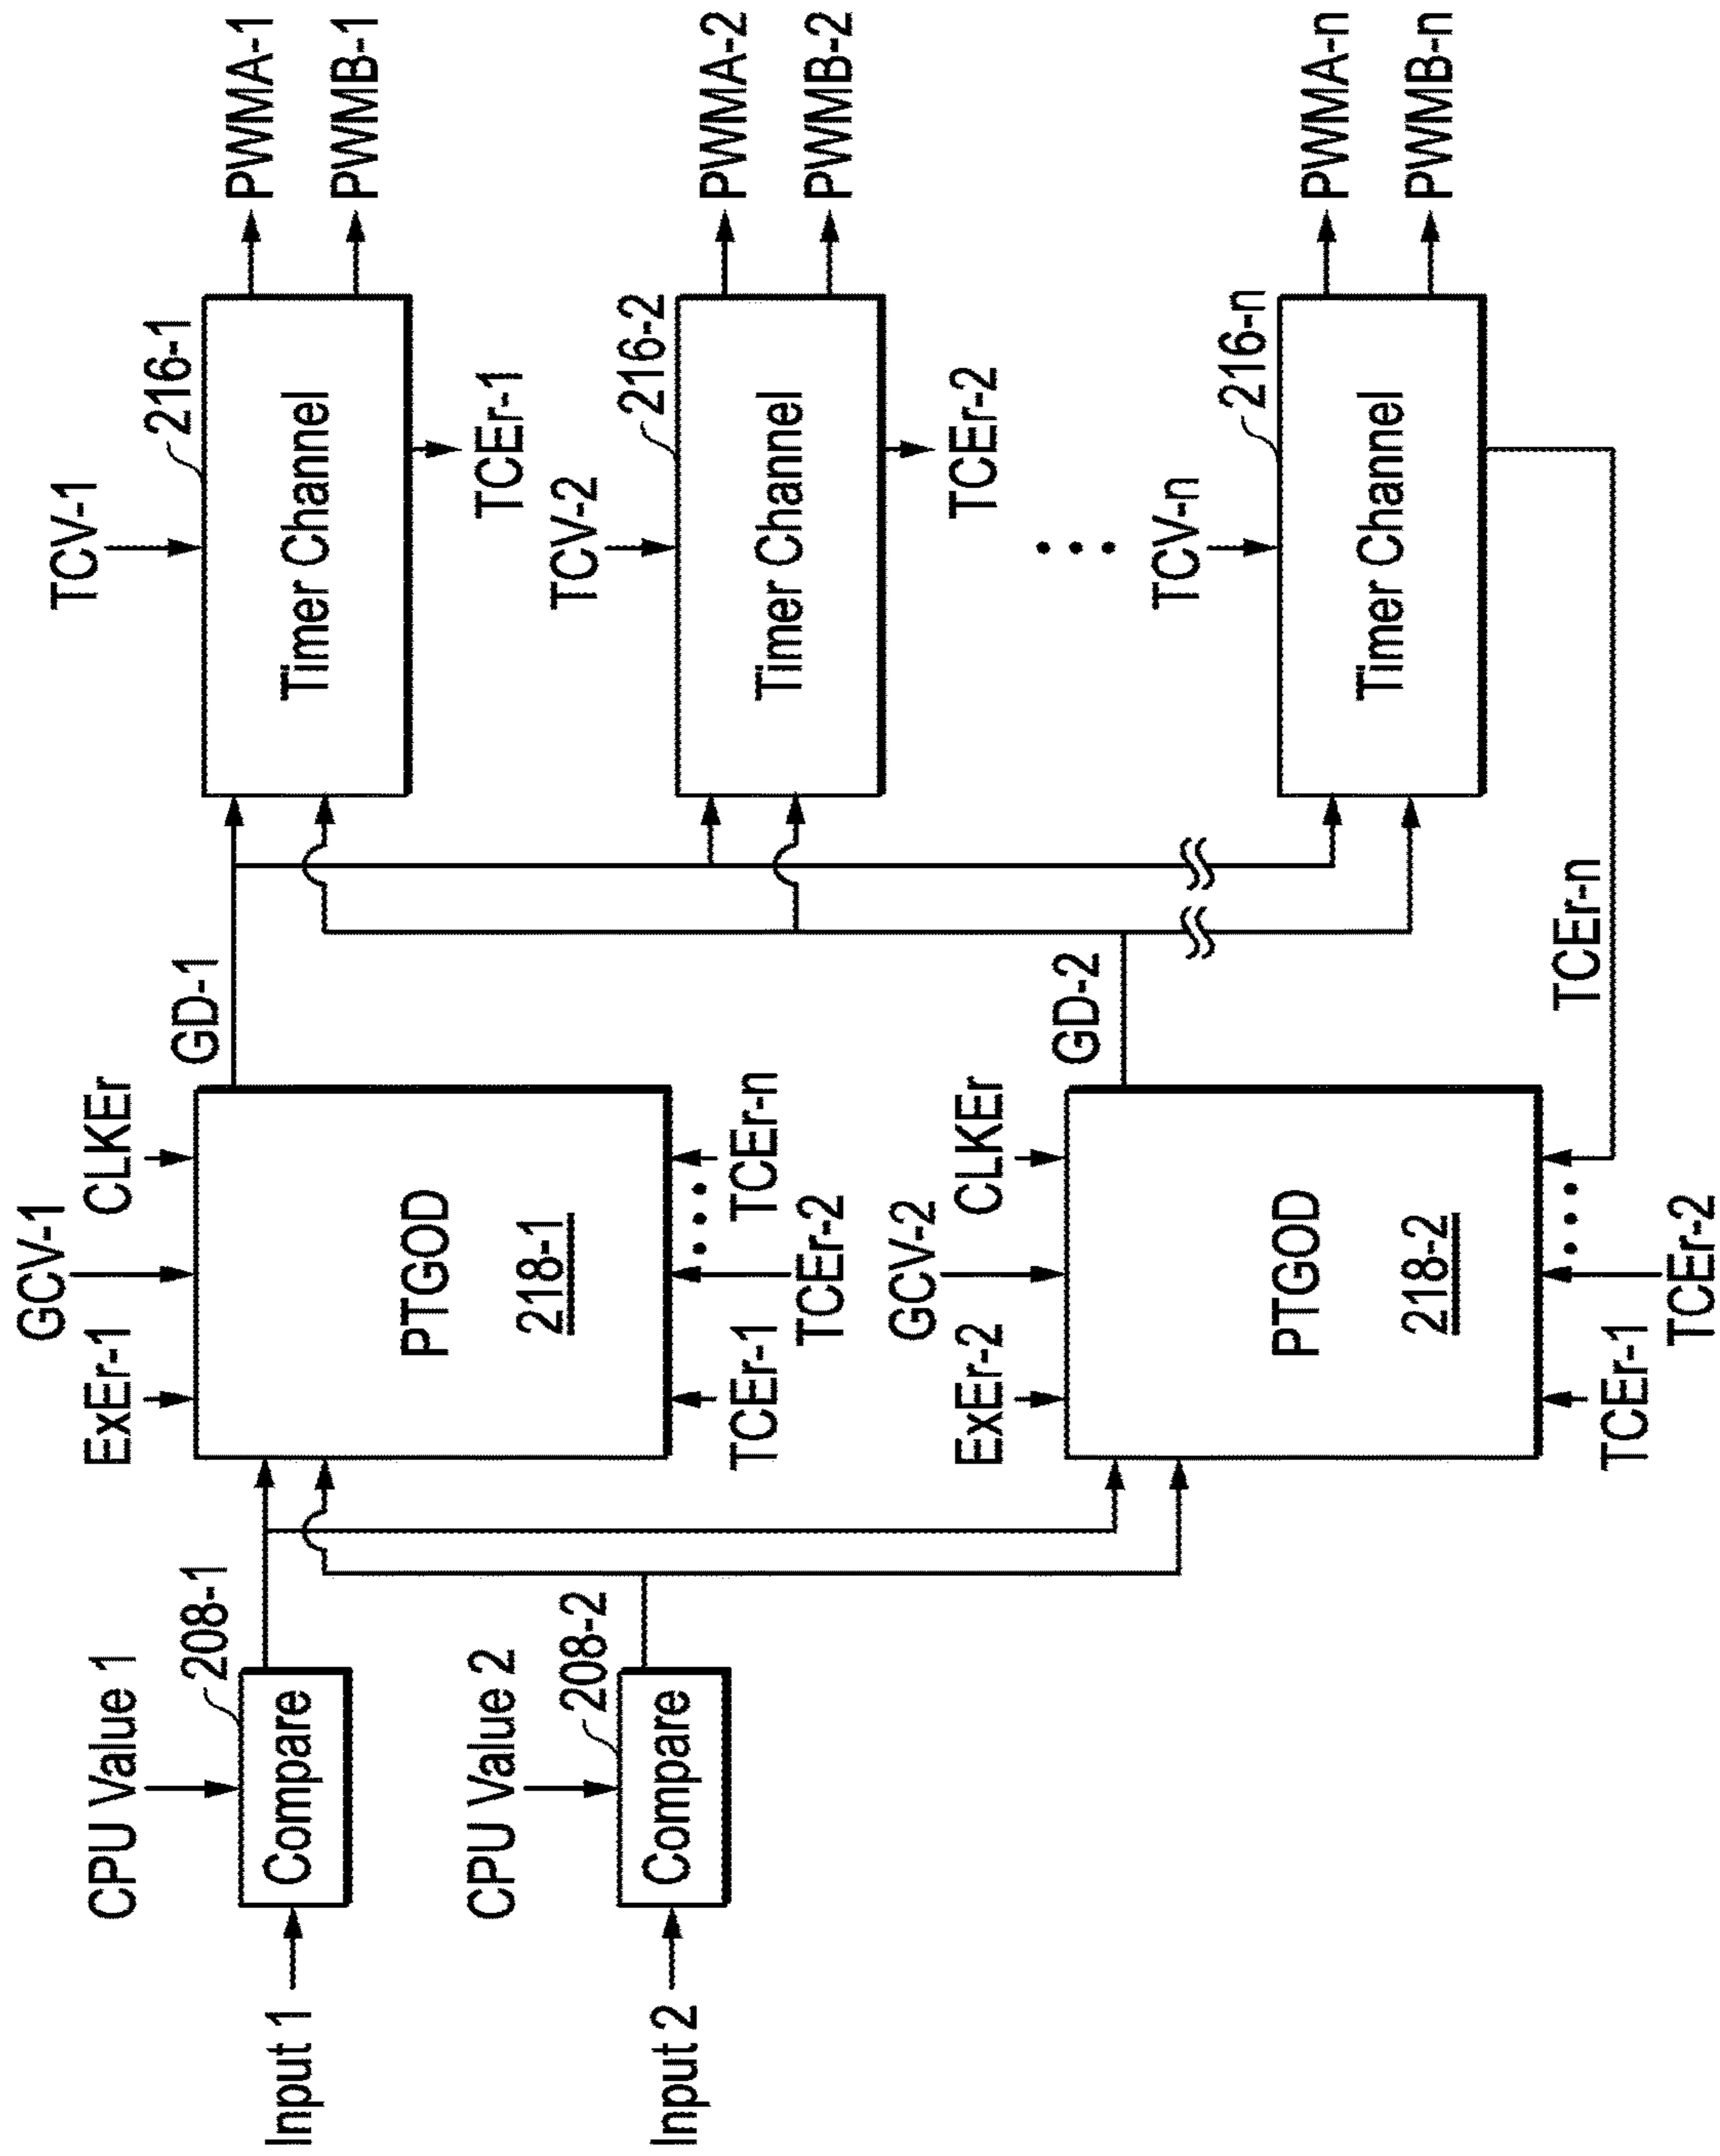 Input 1
CPU Value 1
208-1
Compare
Input 2
CPU Value 2
208-2
Compare
ExEr-1
GCV-1
CLKEr
PTGOD
218-1
TCEr-1
TCEr-2
TCEr-n
GD-1
ExEr-2
GCV-2
CLKEr
PTGOD
218-2
TCEr-1
TCEr-2
TCEr-n
GD-2
TCV-1
216-1
Timer Channel
TCEr-1
PWMA-1
PWMB-1
TCV-2
216-2
Timer Channel
TCEr-2
PWMA-2
PWMB-2
TCV-n
216-n
Timer Channel
PWMA-n
PWMB-n